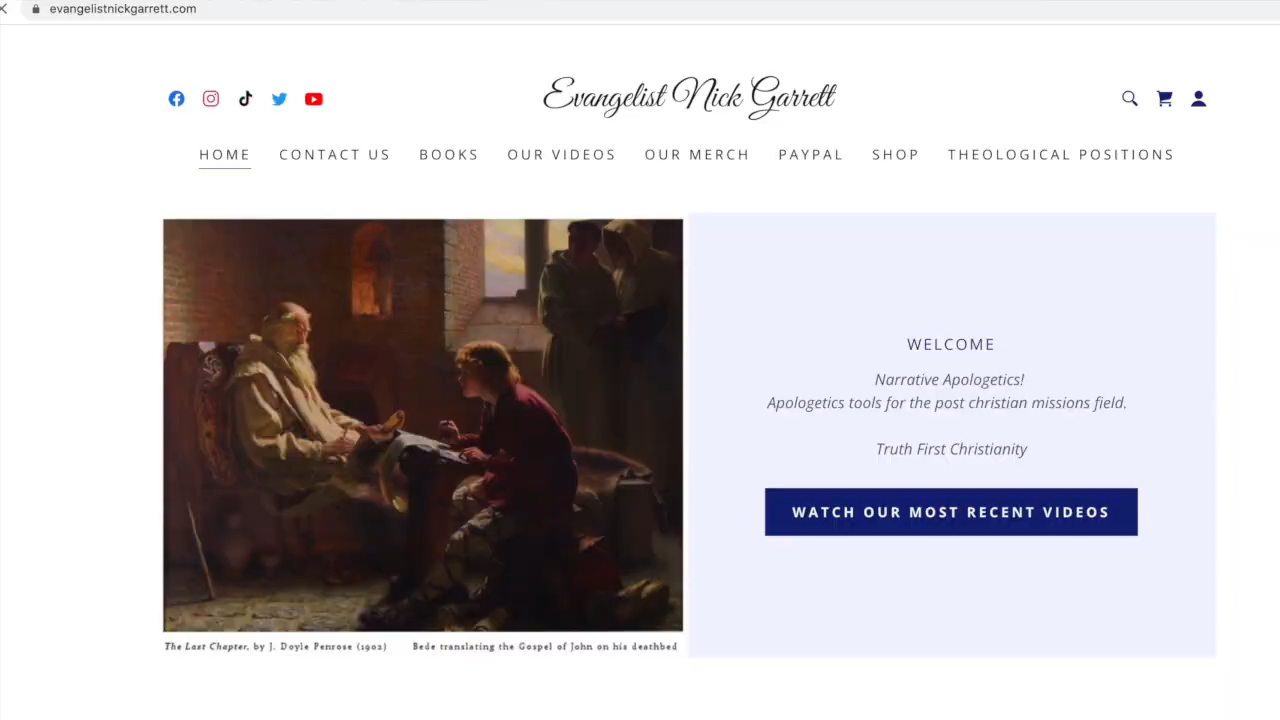 evangelistnickgarrett.com
Evangelist Nick Garrett
HOME CONTACT US BOOKS OUR VIDEOS OUR MERCH PAYPAL SHOP THEOLOGICAL POSITIONS
WELCOME
Narrative Apologetics!
Apologetics tools for the post christian missions field.
Truth First Christianity
WATCH OUR MOST RECENT VIDEOS
The Last Chapter, by J. Doyle Penrose (1902) Bede translating the Gospel of John on his deathbed